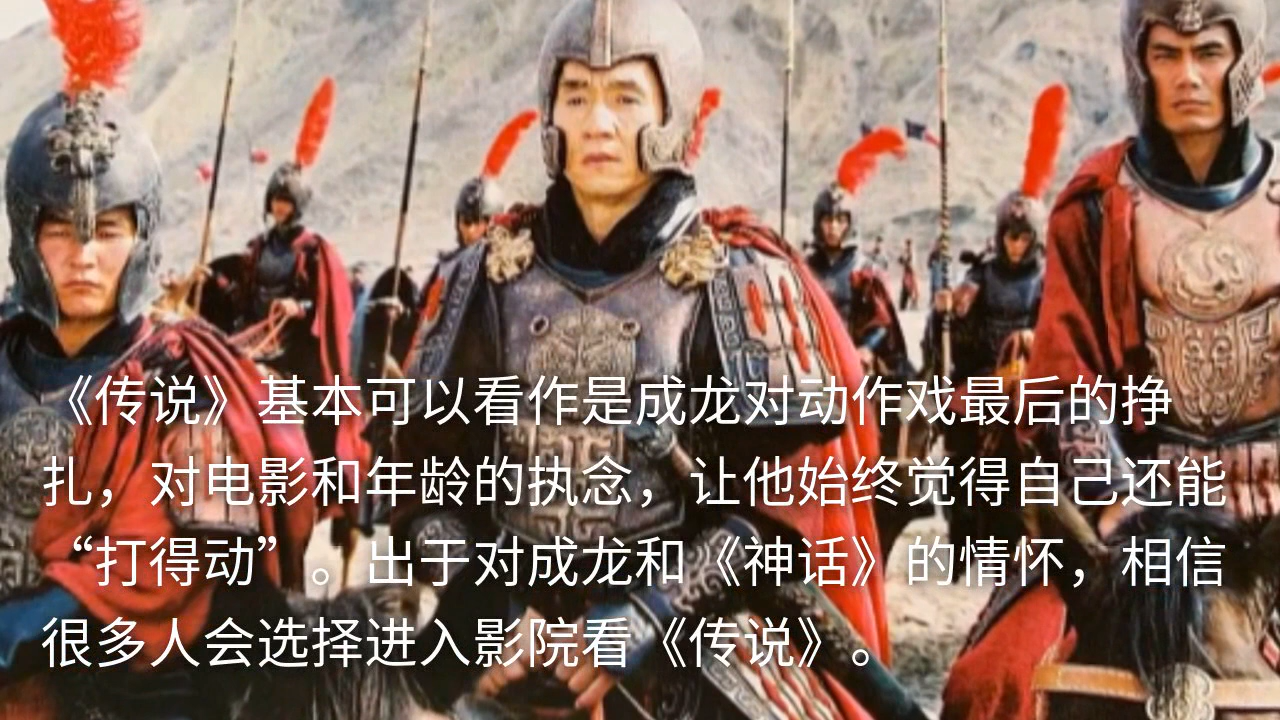 《传说》基本可以看作是成龙对动作戏最后的挣
扎，对电影和年龄的执念，让他始终觉得自己还能
“打得动”。出于对成龙和《神话》的情怀，相信
很多人会选择进入影院看《传说》。